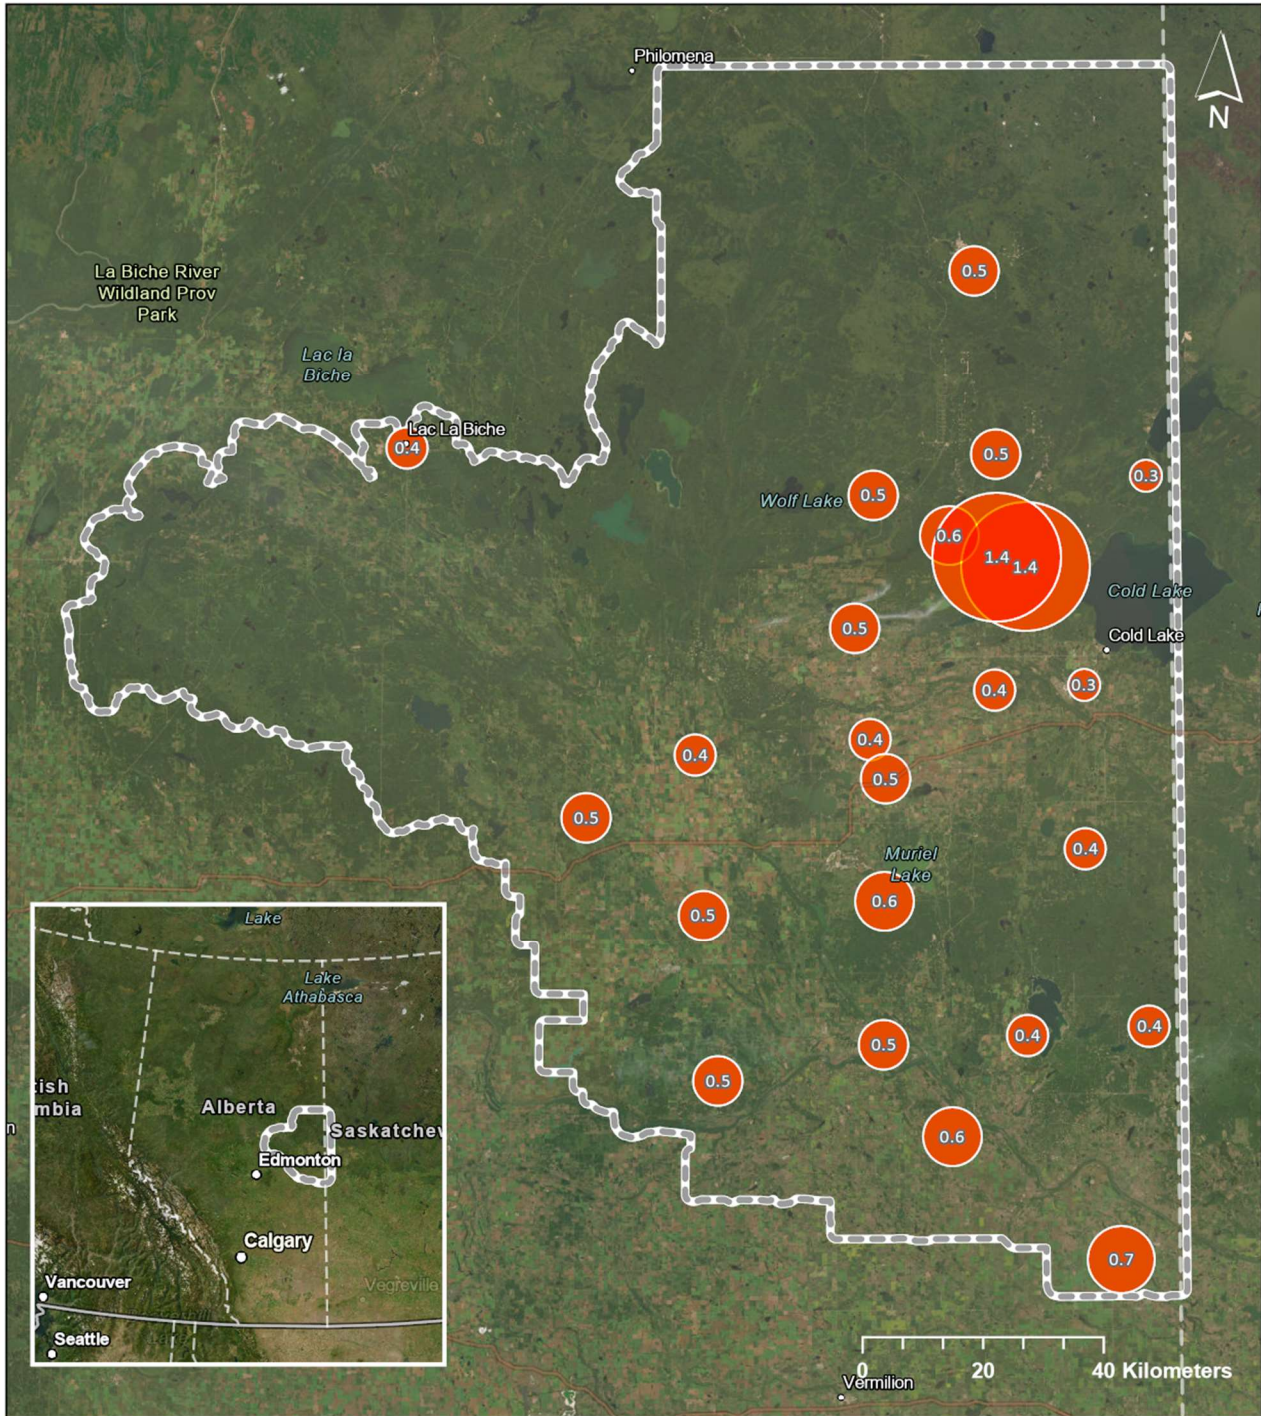 Philomena
N
La Biche River
Wildland Prov
Park
0.5
Lac la
Biche
Lac La Biche
0.4
0.5
0.3
Wolf Lake
0.5
0.6
1.4
1.4
Cold Lake
0.5
Cold Lake
0.4
0.3
0.4
0.4
0.5
0.5
0.4
Muriel
Lake
0.6
0.5
0.4
0.4
0.5
0.5
0.6
0.7
Lake
Lake
Athabasca
tish
mbia
n
Alberta
Saskatchew
Edmonton
Calgary
Vegreville
Vancouver
Seattle
0
20
40 Kilometers
Vermilion